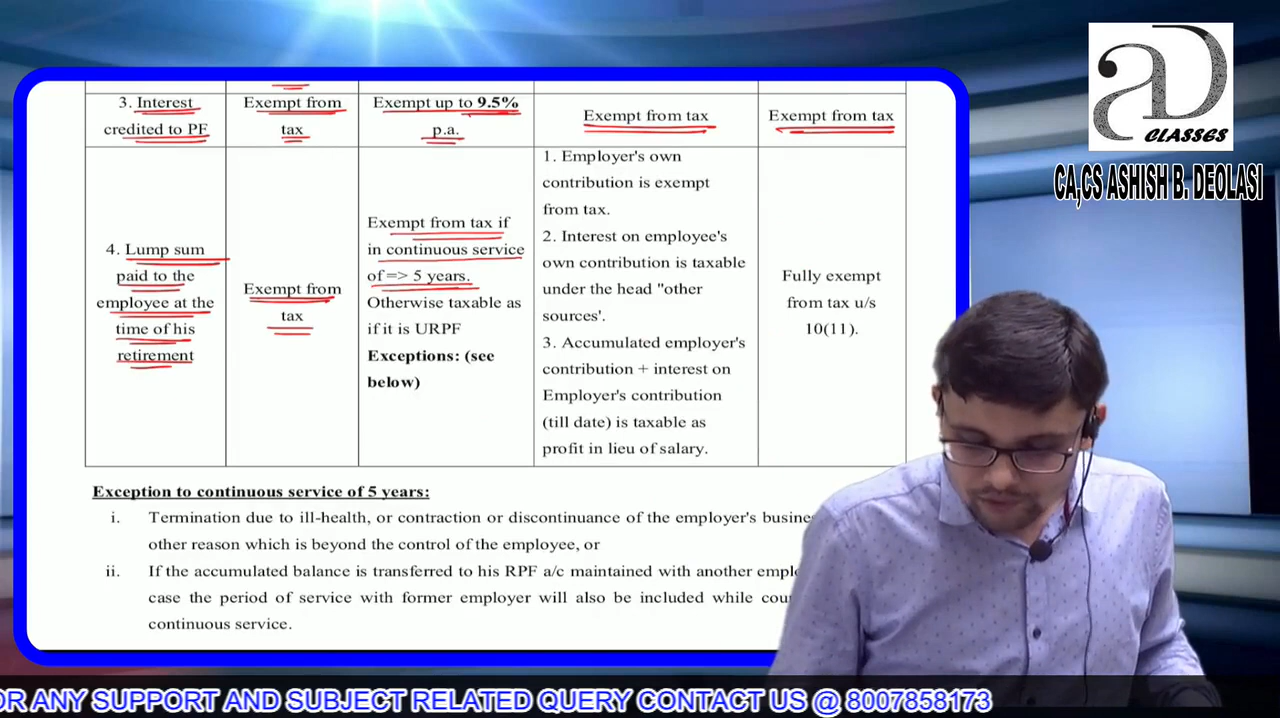 3. Interest
credited to PF
Exempt from
tax
Exempt up to 9.5%
p.a.
Exempt from tax
Exempt from tax
4. Lump sum
paid to the
employee at the
time of his
retirement
Exempt from
tax
Exempt from tax if
in continuous service
of => 5 years.
Otherwise taxable as
if it is URPF
Exceptions: (see
below)
1. Employer's own
contribution is exempt
from tax.
2. Interest on employee's
own contribution is taxable
under the head "other
sources'.
3. Accumulated employer's
contribution + interest on
Employer's contribution
(till date) is taxable as
profit in lieu of salary.
Fully exempt
from tax u/s
10(11).
Exception to continuous service of 5 years:
i. Termination due to ill-health, or contraction or discontinuance of the employer's
other reason which is beyond the control of the employee, or
ii. If the accumulated balance is transferred to his RPF a/c maintained with another
case the period of service with former employer will also be included while
continuous service.
AD
CLASSES
CA,CS ASHISH B. DEOLASI
OR ANY SUPPORT AND SUBJECT RELATED QUERY CONTACT US @ 8007858173